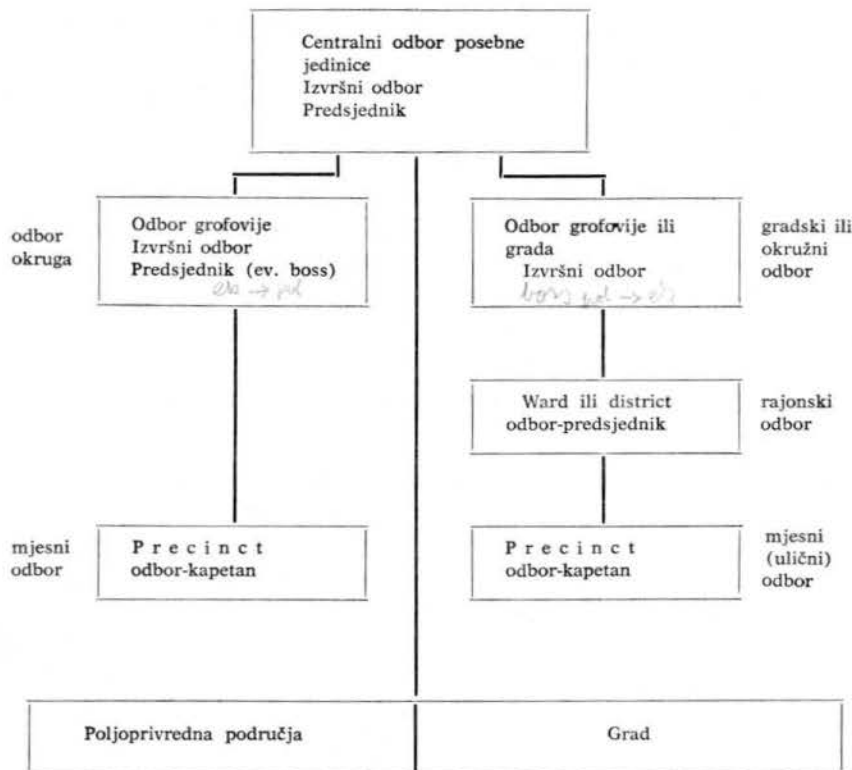 Centralni odbor posebne
jedinice
Izvršni odbor
Predsjednik
odbor
okruga
Odbor grofovije
Izvršni odbor
Predsjednik (ev. boss)
Odbor grofovije ili
grada
Izvršni odbor
gradski ili
okružni
odbor
Ward ili district
odbor-predsjednik
rajonski
odbor
mjesni
odbor
Precinct
odbor-kapetan
Precinct
odbor-kapetan
mjesni
(ulični)
odbor
Poljoprivredna područja
Grad